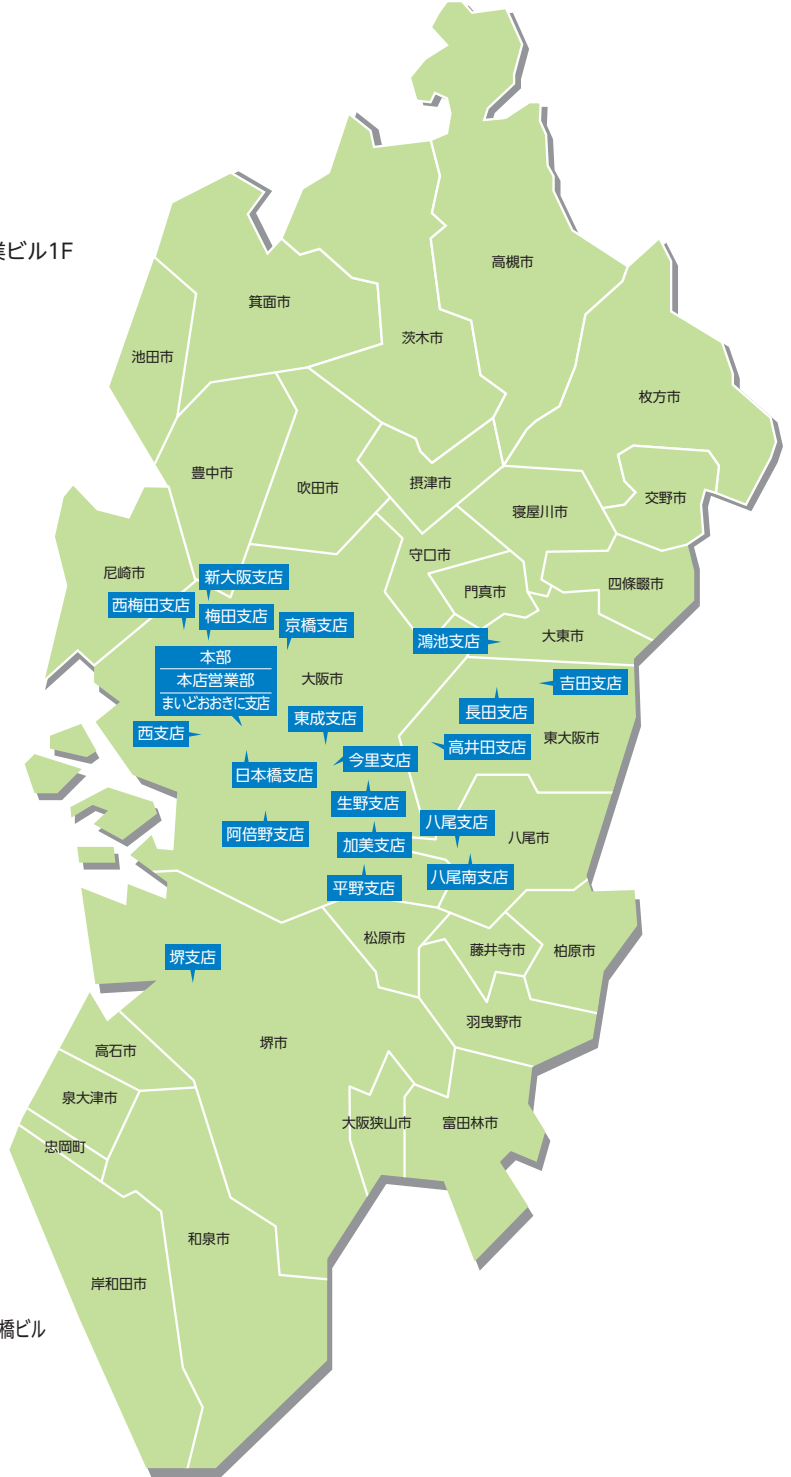 業ビル1F
高槻市
箕面市
茨木市
池田市
枚方市
豊中市
吹田市
摂津市
交野市
寝屋川市
守口市
尼崎市
新大阪支店
門真市
四條畷市
西梅田支店
梅田支店
京橋支店
鴻池支店
大東市
本部
本店営業部
まいどおおきに支店
大阪市
吉田支店
長田支店
東成支店
西支店
東大阪市
高井田支店
今里支店
日本橋支店
生野支店
八尾支店
阿倍野支店
八尾市
加美支店
平野支店
八尾南支店
松原市
藤井寺市
柏原市
堺支店
羽曳野市
堺市
高石市
泉大津市
大阪狭山市
富田林市
忠岡町
和泉市
岸和田市
橋ビル